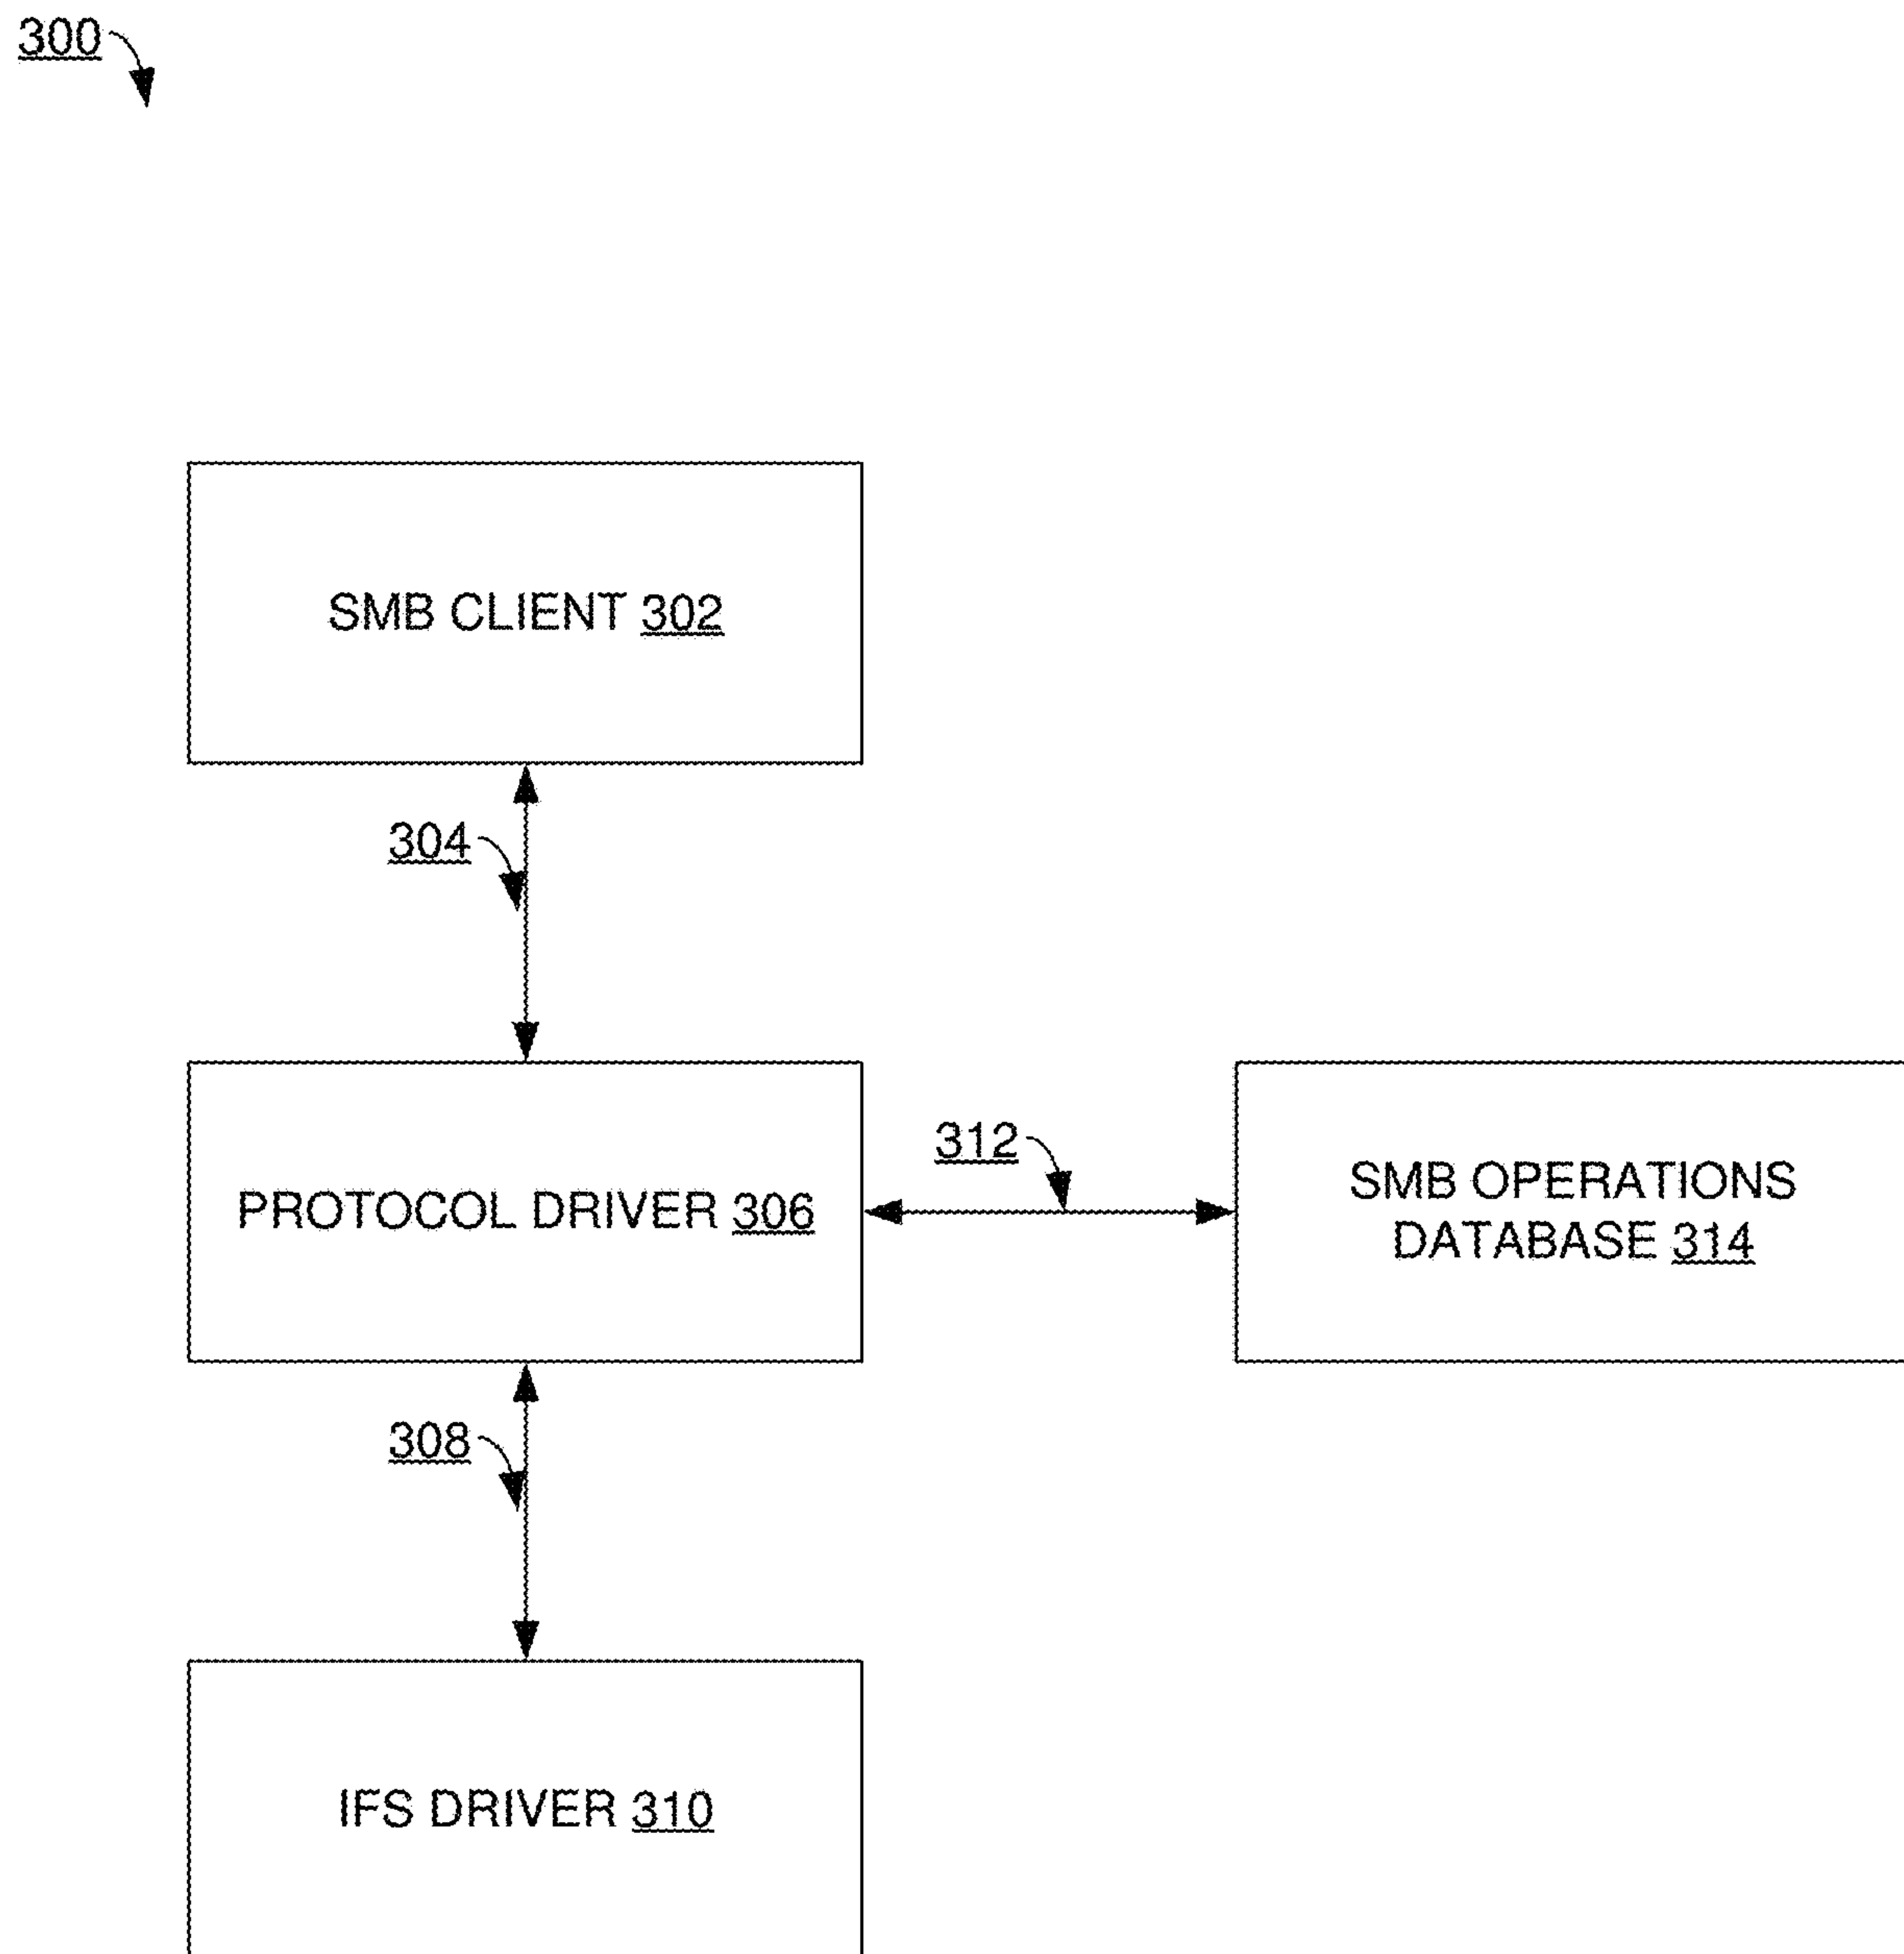 300
SMB CLIENT 302
304
PROTOCOL DRIVER 306
312
SMB OPERATIONS
DATABASE 314
308
IFS DRIVER 310